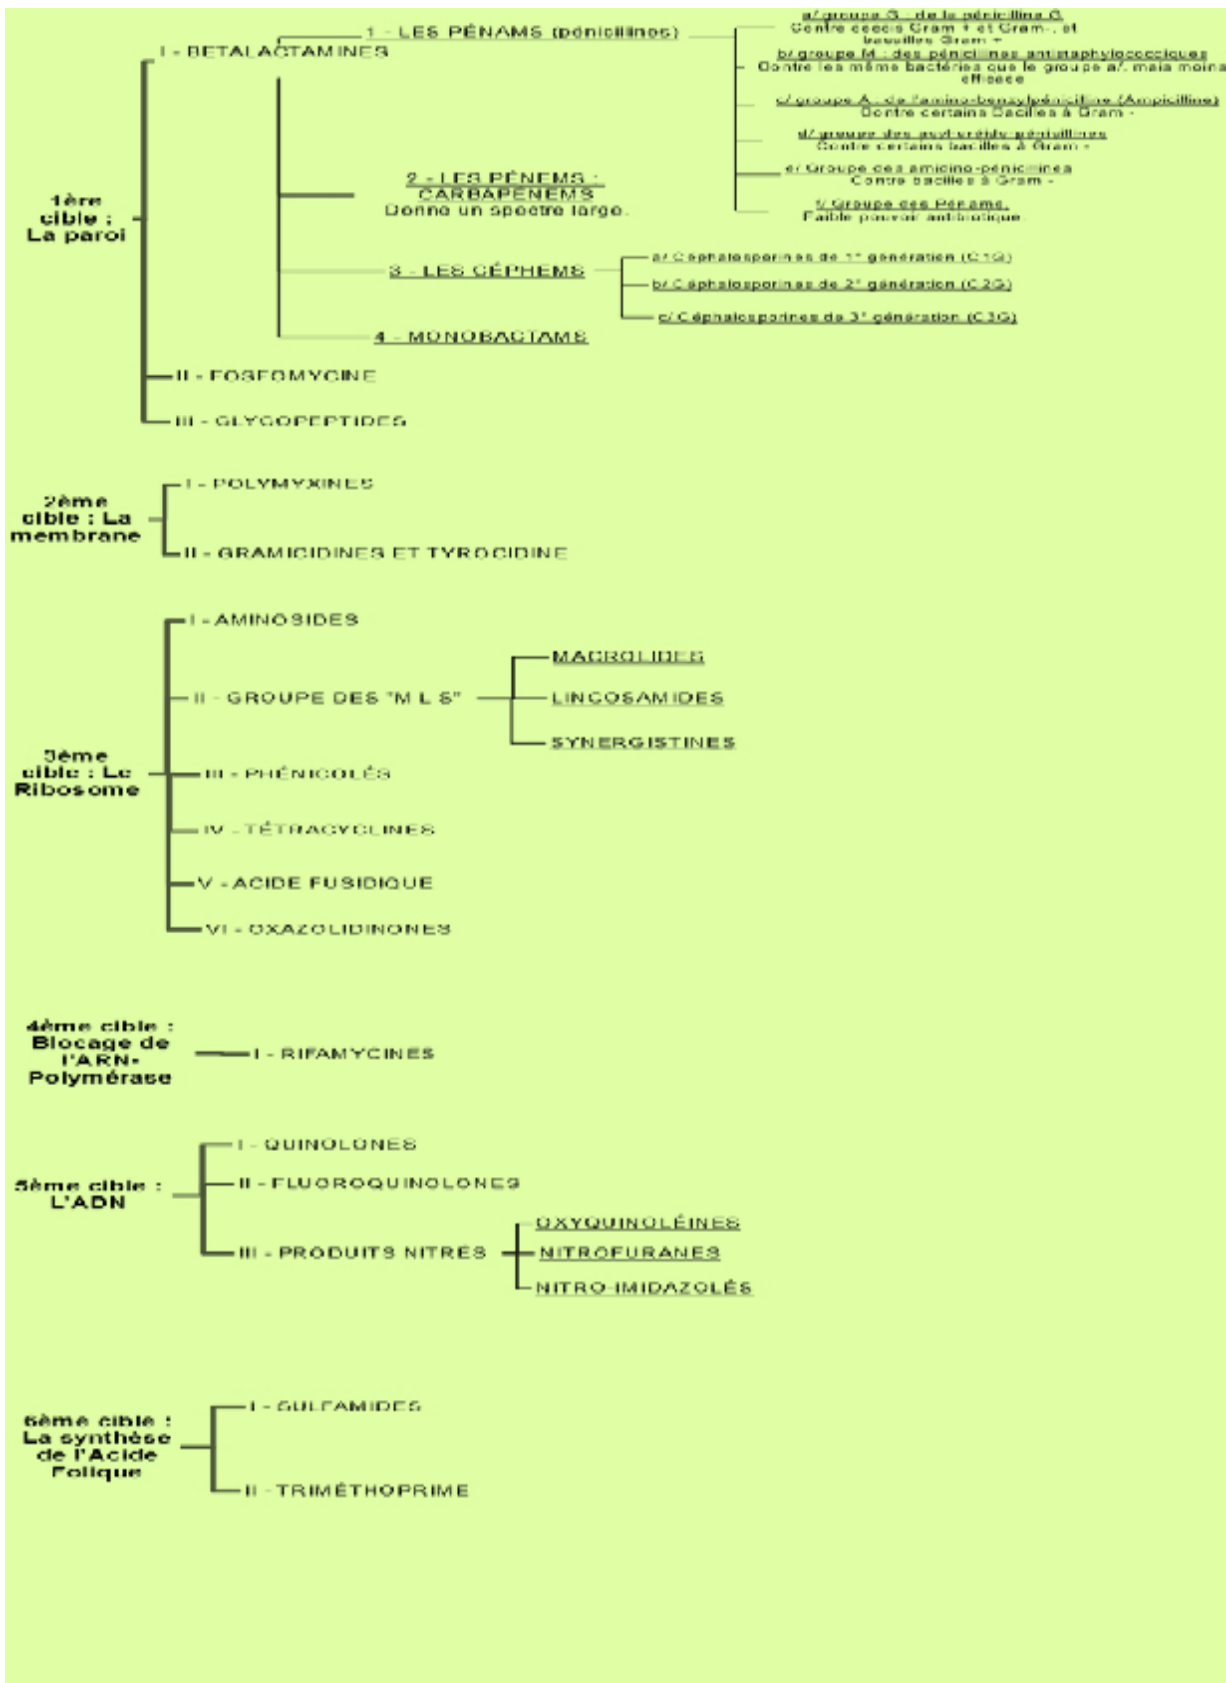 1ère
cible :
La paroi
I - BETALACTAMINES
1 - LES PÉNAMS (pénicillines)
a/ groupe G : de la pénicilline G
Contre coccis Gram + et Gram-, et
bacilles Gram +
b/ groupe M : des pénicilines antistaphylococciques
Contre les même bactéries que le groupe a/, mais moins
efficace
c/ groupe A : de l'amino-benzylpénicilline (Ampicilline)
Contre certains Bacilles à Gram -
d/ groupe des acyl-uréido-pénicillines
Contre certains bacilles à Gram -
e/ Groupe des amidino-pénicillines
Contre bacilles à Gram -
f/ Groupe des Pénams.
Faible pouvoir antibiotique.
2 - LES PÉNEMS :
CARBAPENEMS
Donne un spectre large.
3 - LES CÉPHEMS
a/ Céphalosporines de 1° génération (C1G)
b/ Céphalosporines de 2° génération (C2G)
c/ Céphalosporines de 3° génération (C3G)
4 - MONOBACTAMS
II - FOSFOMYCINE
III - GLYCOPEPTIDES
2ème
cible : La
membrane
I - POLYMYXINES
II - GRAMICIDINES ET TYROCIDINE
3ème
cible : Le
Ribosome
I - AMINOSIDES
II - GROUPE DES "M L S"
MACROLIDES
LINCOSAMIDES
SYNERGISTINES
III - PHÉNICOLÉS
IV - TÉTRACYCLINES
V - ACIDE FUSIDIQUE
VI - OXAZOLIDINONES
4ème cible :
Blocage de
l'ARN-
Polymérase
I - RIFAMYCINES
5ème cible :
L'ADN
I - QUINOLONES
II - FLUOROQUINOLONES
III - PRODUITS NITRÉS
OXYQUINOLÉINES
NITROFURANES
NITRO-IMIDAZOLÉS
6ème cible :
La synthèse
de l'Acide
Folique
I - SULFAMIDES
II - TRIMÉTHOPRIME